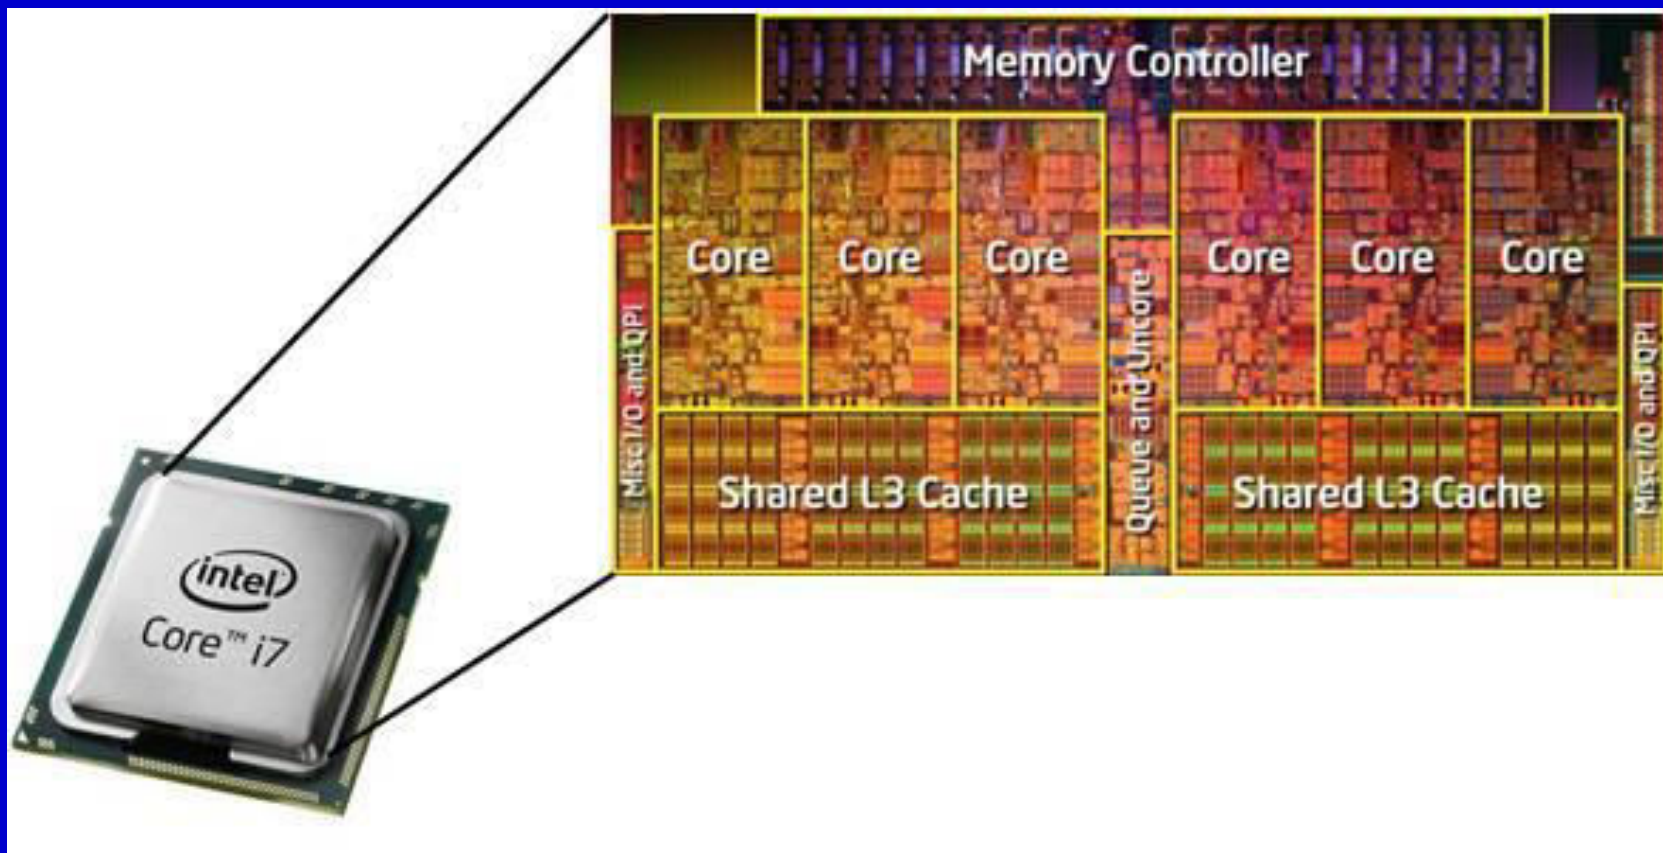 Memory Controller
Core
Core
Core
Core
Core
Core
Misc I/O and QPI
Queue and Uncore
Misc I/O and QPI
Shared L3 Cache
Shared L3 Cache
intel
Core™ i7